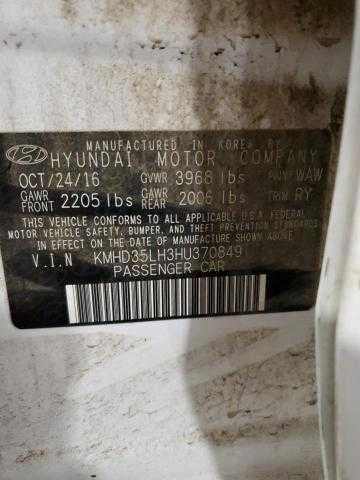 MANUFACTURED IN KOREA BY
HYUNDAI MOTOR COMPANY
OCT/24/16 GVWR 3968 lbs PAINT WAW
GAWR FRONT 2205 lbs GAWR REAR 2006 lbs TRIM RY
THIS VEHICLE CONFORMS TO ALL APPLICABLE U.S. FEDERAL
MOTOR VEHICLE SAFETY, BUMPER, AND THEFT PREVENTION STANDARDS
IN EFFECT ON THE DATE OF MANUFACTURE SHOWN ABOVE.
V.I.N KMHD35LH3HU370849
PASSENGER CAR